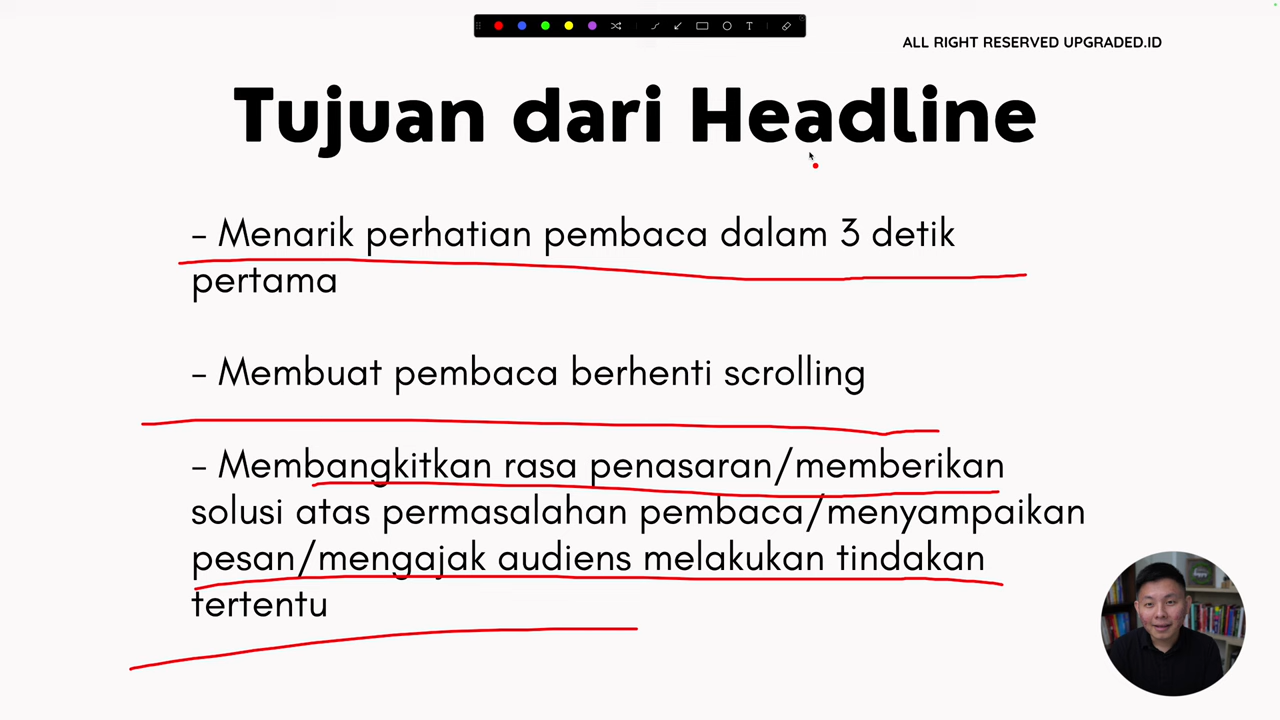 ALL RIGHT RESERVED UPGRADED.ID
Tujuan dari Headline
- Menarik perhatian pembaca dalam 3 detik
pertama
- Membuat pembaca berhenti scrolling
- Membangkitkan rasa penasaran/memberikan
solusi atas permasalahan pembaca/menyampaikan
pesan/mengajak audiens melakukan tindakan
tertentu